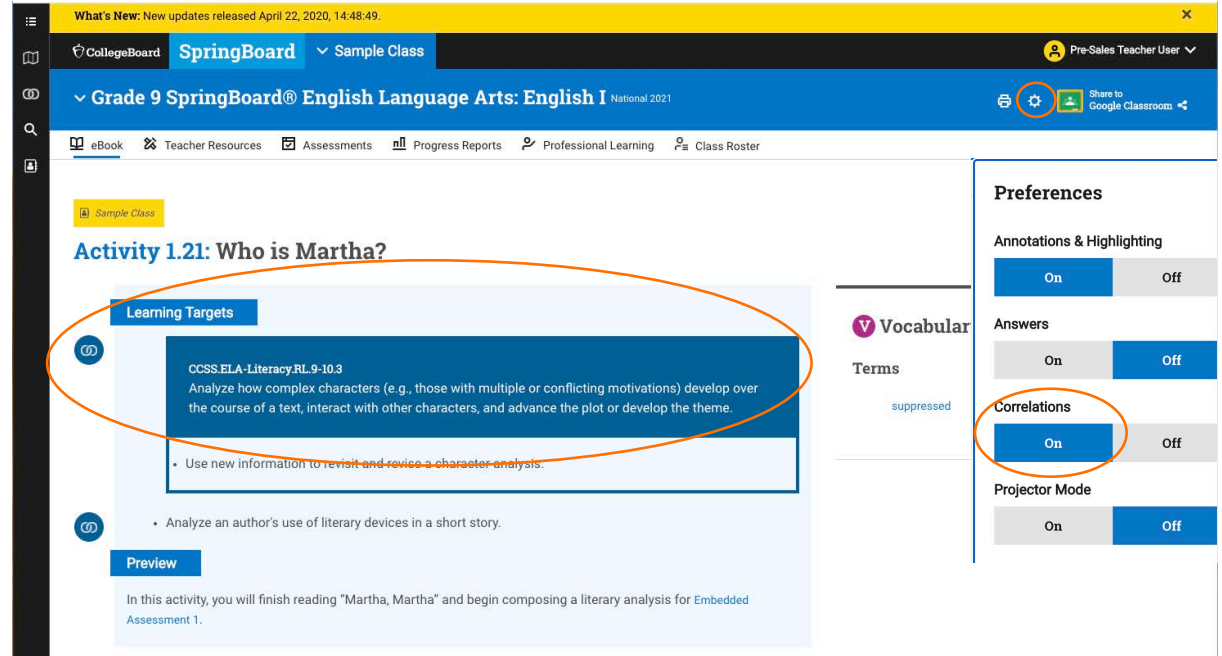 What's New: New updates released April 22, 2020, 14:48:49.
CollegeBoard SpringBoard Sample Class
Pre-Sales Teacher User
Grade 9 SpringBoard® English Language Arts: English I National 2021
Share to
Google Classroom
eBook Teacher Resources Assessments Progress Reports Professional Learning Class Roster
Sample Class
Activity 1.21: Who is Martha?
Learning Targets
CCSS.ELA-Literacy.RL.9-10.3
Analyze how complex characters (e.g., those with multiple or conflicting motivations) develop over
the course of a text, interact with other characters, and advance the plot or develop the theme.
• Use new information to revisit and revise a character analysis.
• Analyze an author's use of literary devices in a short story.
Preview
In this activity, you will finish reading “Martha, Martha” and begin composing a literary analysis for Embedded
Assessment 1.
V Vocabular
Terms
suppressed
Preferences
Annotations & Highlighting
On Off
Answers
On Off
Correlations
On Off
Projector Mode
On Off